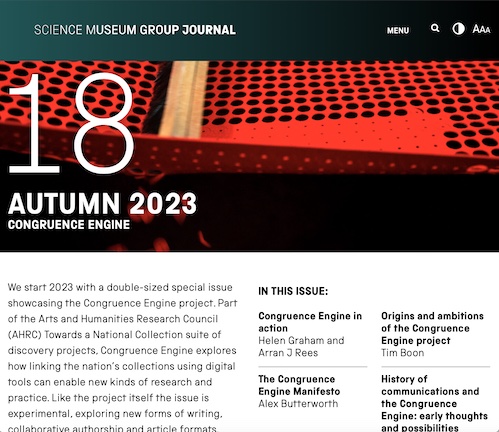 SCIENCE MUSEUM GROUP JOURNAL
MENU
AAA
18
AUTUMN 2023
CONGRUENCE ENGINE
We start 2023 with a double-sized special issue
showcasing the Congruence Engine project. Part
of the Arts and Humanities Research Council
(AHRC) Towards a National Collection suite of
discovery projects, Congruence Engine explores
how linking the nation's collections using digital
tools can enable new kinds of research and
practice. Like the project itself the issue is
experimental, exploring new forms of writing,
collaborative authorship and article formats.
IN THIS ISSUE:
Congruence Engine in
action
Helen Graham and
Arran J Rees
Origins and ambitions
of the Congruence
Engine project
Tim Boon
The Congruence
Engine Manifesto
Alex Butterworth
History of
communications and
the Congruence
Engine: early thoughts
and possibilities